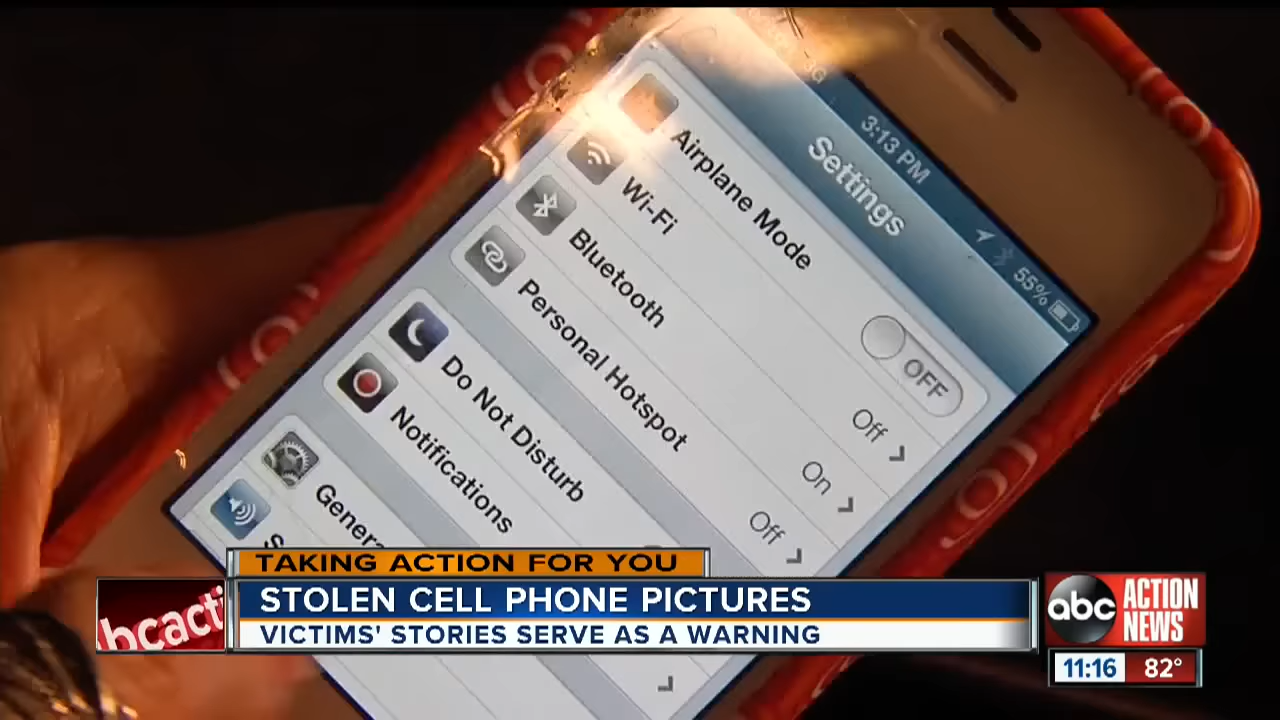 3G
3:13 PM
55%
Settings
Airplane Mode
OFF
Wi-Fi
Off
Bluetooth
On
Personal Hotspot
Off
Do Not Disturb
Notifications
TAKING ACTION FOR YOU
STOLEN CELL PHONE PICTURES
VICTIMS' STORIES SERVE AS A WARNING
abc
ACTION
NEWS
11:16
82°